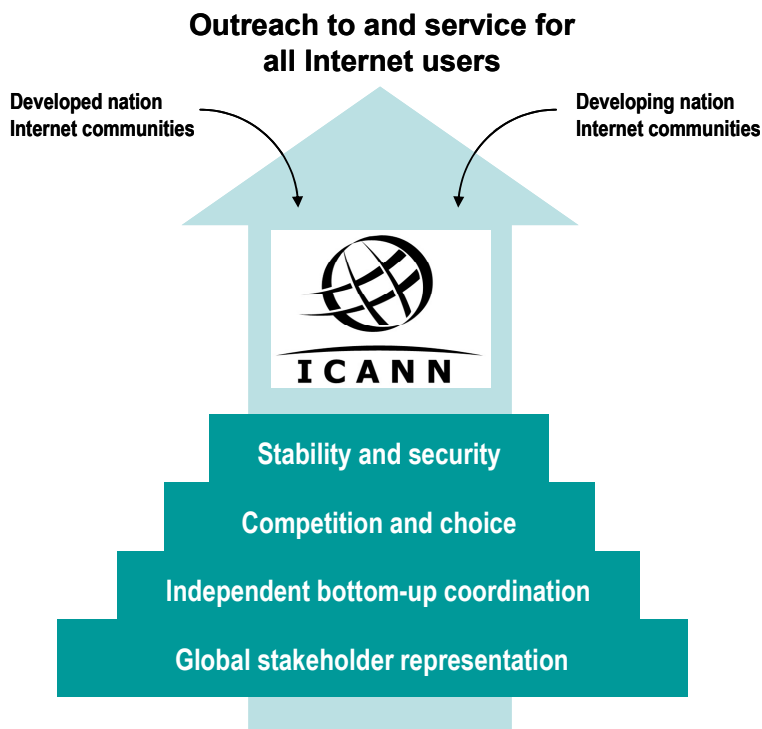 Outreach to and service for
all Internet users
Developed nation
Internet communities
Developing nation
Internet communities
ICANN
Stability and security
Competition and choice
Independent bottom-up coordination
Global stakeholder representation